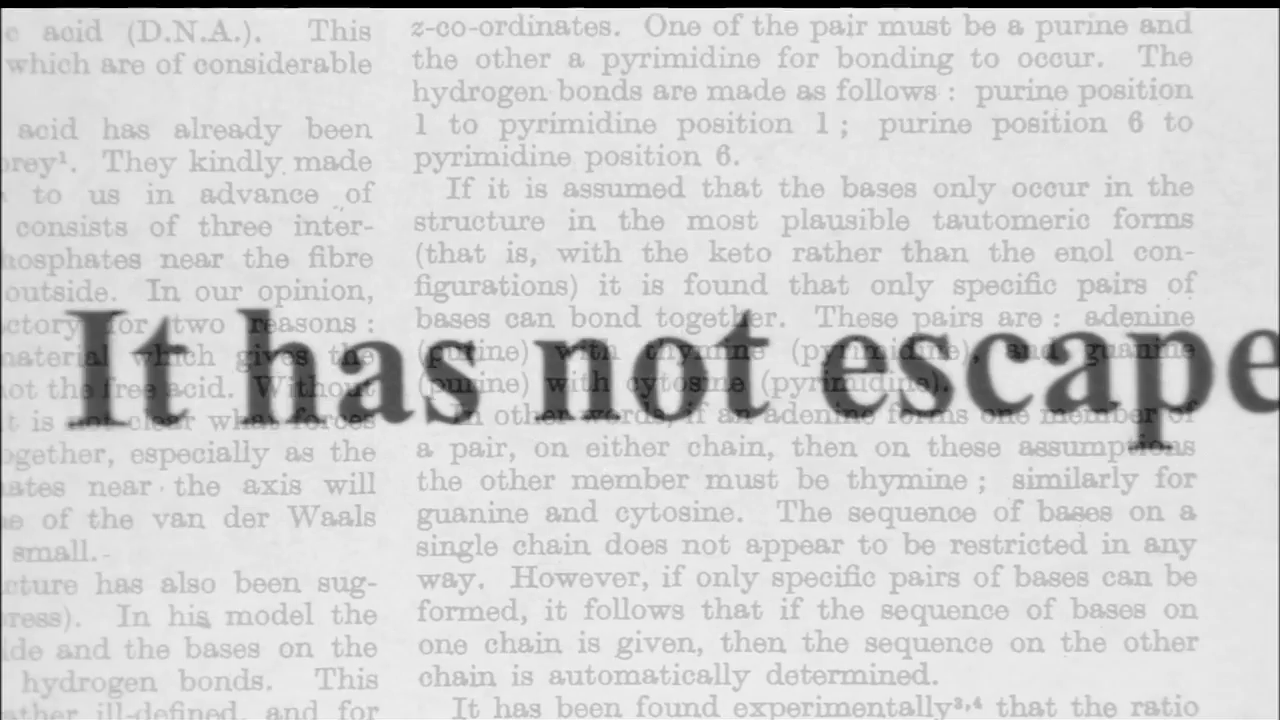 acid (D.N.A.). This
which are of considerable
acid has already been
They kindly made
to us in advance of
consists of three inter-
near the fibre
outside. In our opinion,
for two reasons :
which gives the
the free acid. Without
is not clear what forces
especially as the
near the axis will
of the van der Waals
small.
has also been sug-
In his model the
and the bases on the
hydrogen bonds. This
ill-defined, and for
z-co-ordinates. One of the pair must be a purine and
the other a pyrimidine for bonding to occur. The
hydrogen bonds are made as follows : purine position
1 to pyrimidine position 1 ; purine position 6 to
pyrimidine position 6.
If it is assumed that the bases only occur in the
structure in the most plausible tautomeric forms
(that is, with the keto rather than the enol con-
figurations) it is found that only specific pairs of
bases can bond together. These pairs are : adenine
(purine) with thymine (pyrimidine), and guanine
(purine) with cytosine (pyrimidine).
In other words, if an adenine forms one member of
a pair, on either chain, then on these assumptions
the other member must be thymine ; similarly for
guanine and cytosine. The sequence of bases on a
single chain does not appear to be restricted in any
way. However, if only specific pairs of bases can be
formed, it follows that if the sequence of bases on
one chain is given, then the sequence on the other
chain is automatically determined.
It has been found experimentally³,⁴ that the ratio
It has not escape